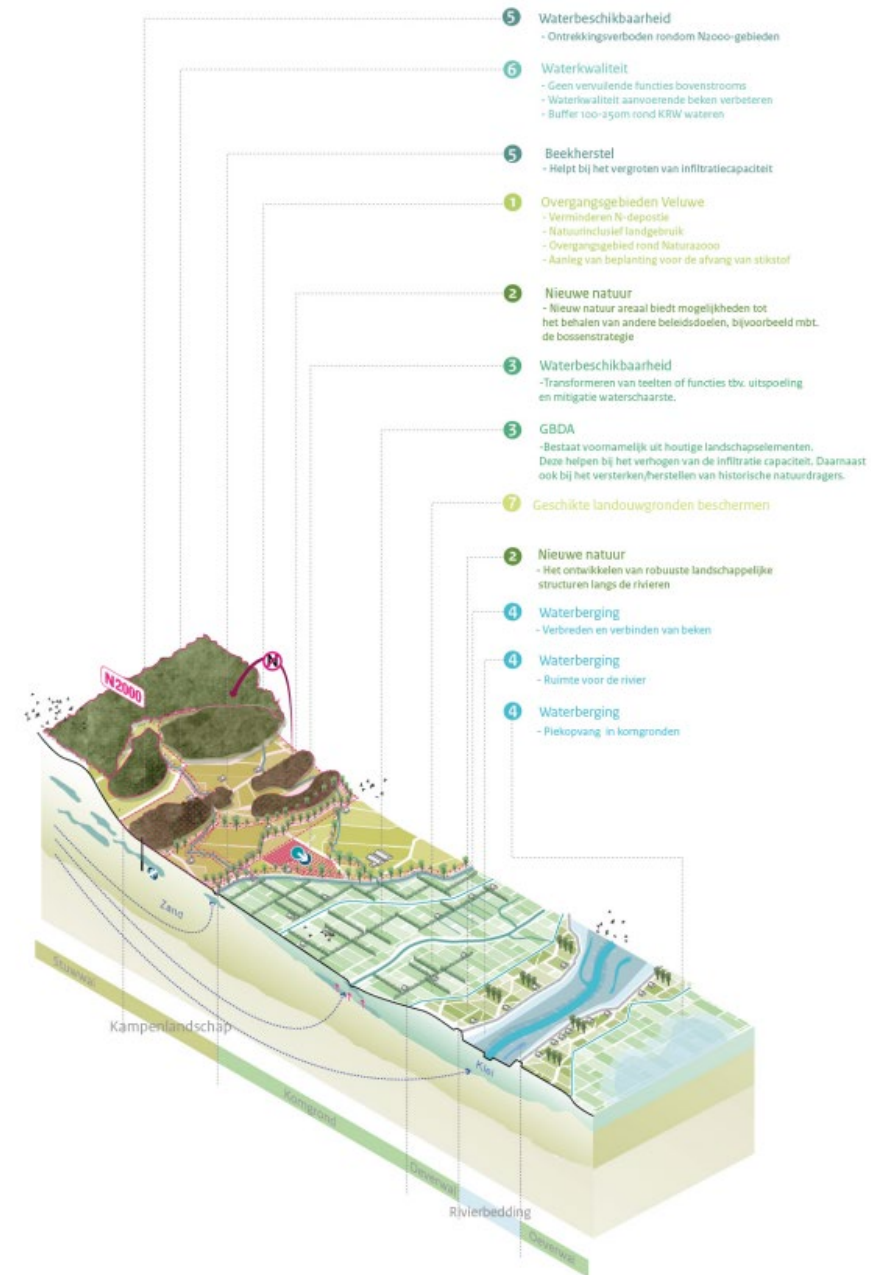 5 Waterbeschikbaarheid
- Ontrekkingsverboden rondom N2000-gebieden
6 Waterkwaliteit
- Geen vervuilende functies bovenstrooms
- Waterkwaliteit aanvoerende beken verbeteren
- Buffer 100-250m rond KRW wateren
5 Beekherstel
- Helpt bij het vergroten van infiltratiecapaciteit
1 Overgangsgebieden Veluwe
- Verminderen N-depostie
- Natuurinclusief landgebruik
- Overgangsgebied rond Natura2000
- Aanleg van beplanting voor de afvang van stikstof
2 Nieuwe natuur
- Nieuw natuur areaal biedt mogelijkheden tot
het behalen van andere beleidsdoelen, bijvoorbeeld mbt.
de bossenstrategie
3 Waterbeschikbaarheid
-Transformeren van teelten of functies tbv. uitspoeling
en mitigatie waterschaarste.
3 GBDA
-Bestaat voornamelijk uit houtige landschapselementen.
Deze helpen bij het verhogen van de infiltratie capaciteit. Daarnaast
ook bij het versterken/herstellen van historische natuurdragers.
7 Geschikte landouwgronden beschermen
2 Nieuwe natuur
- Het ontwikkelen van robuuste landschappelijke
structuren langs de rivieren
4 Waterberging
- Verbreden en verbinden van beken
4 Waterberging
- Ruimte voor de rivier
4 Waterberging
- Piekopvang in komgronden
N
N2000
Zand
Stuwwal
Kampenlandschap
Klei
Komgrond
Oeverwal
Rivierbedding
Oeverwal